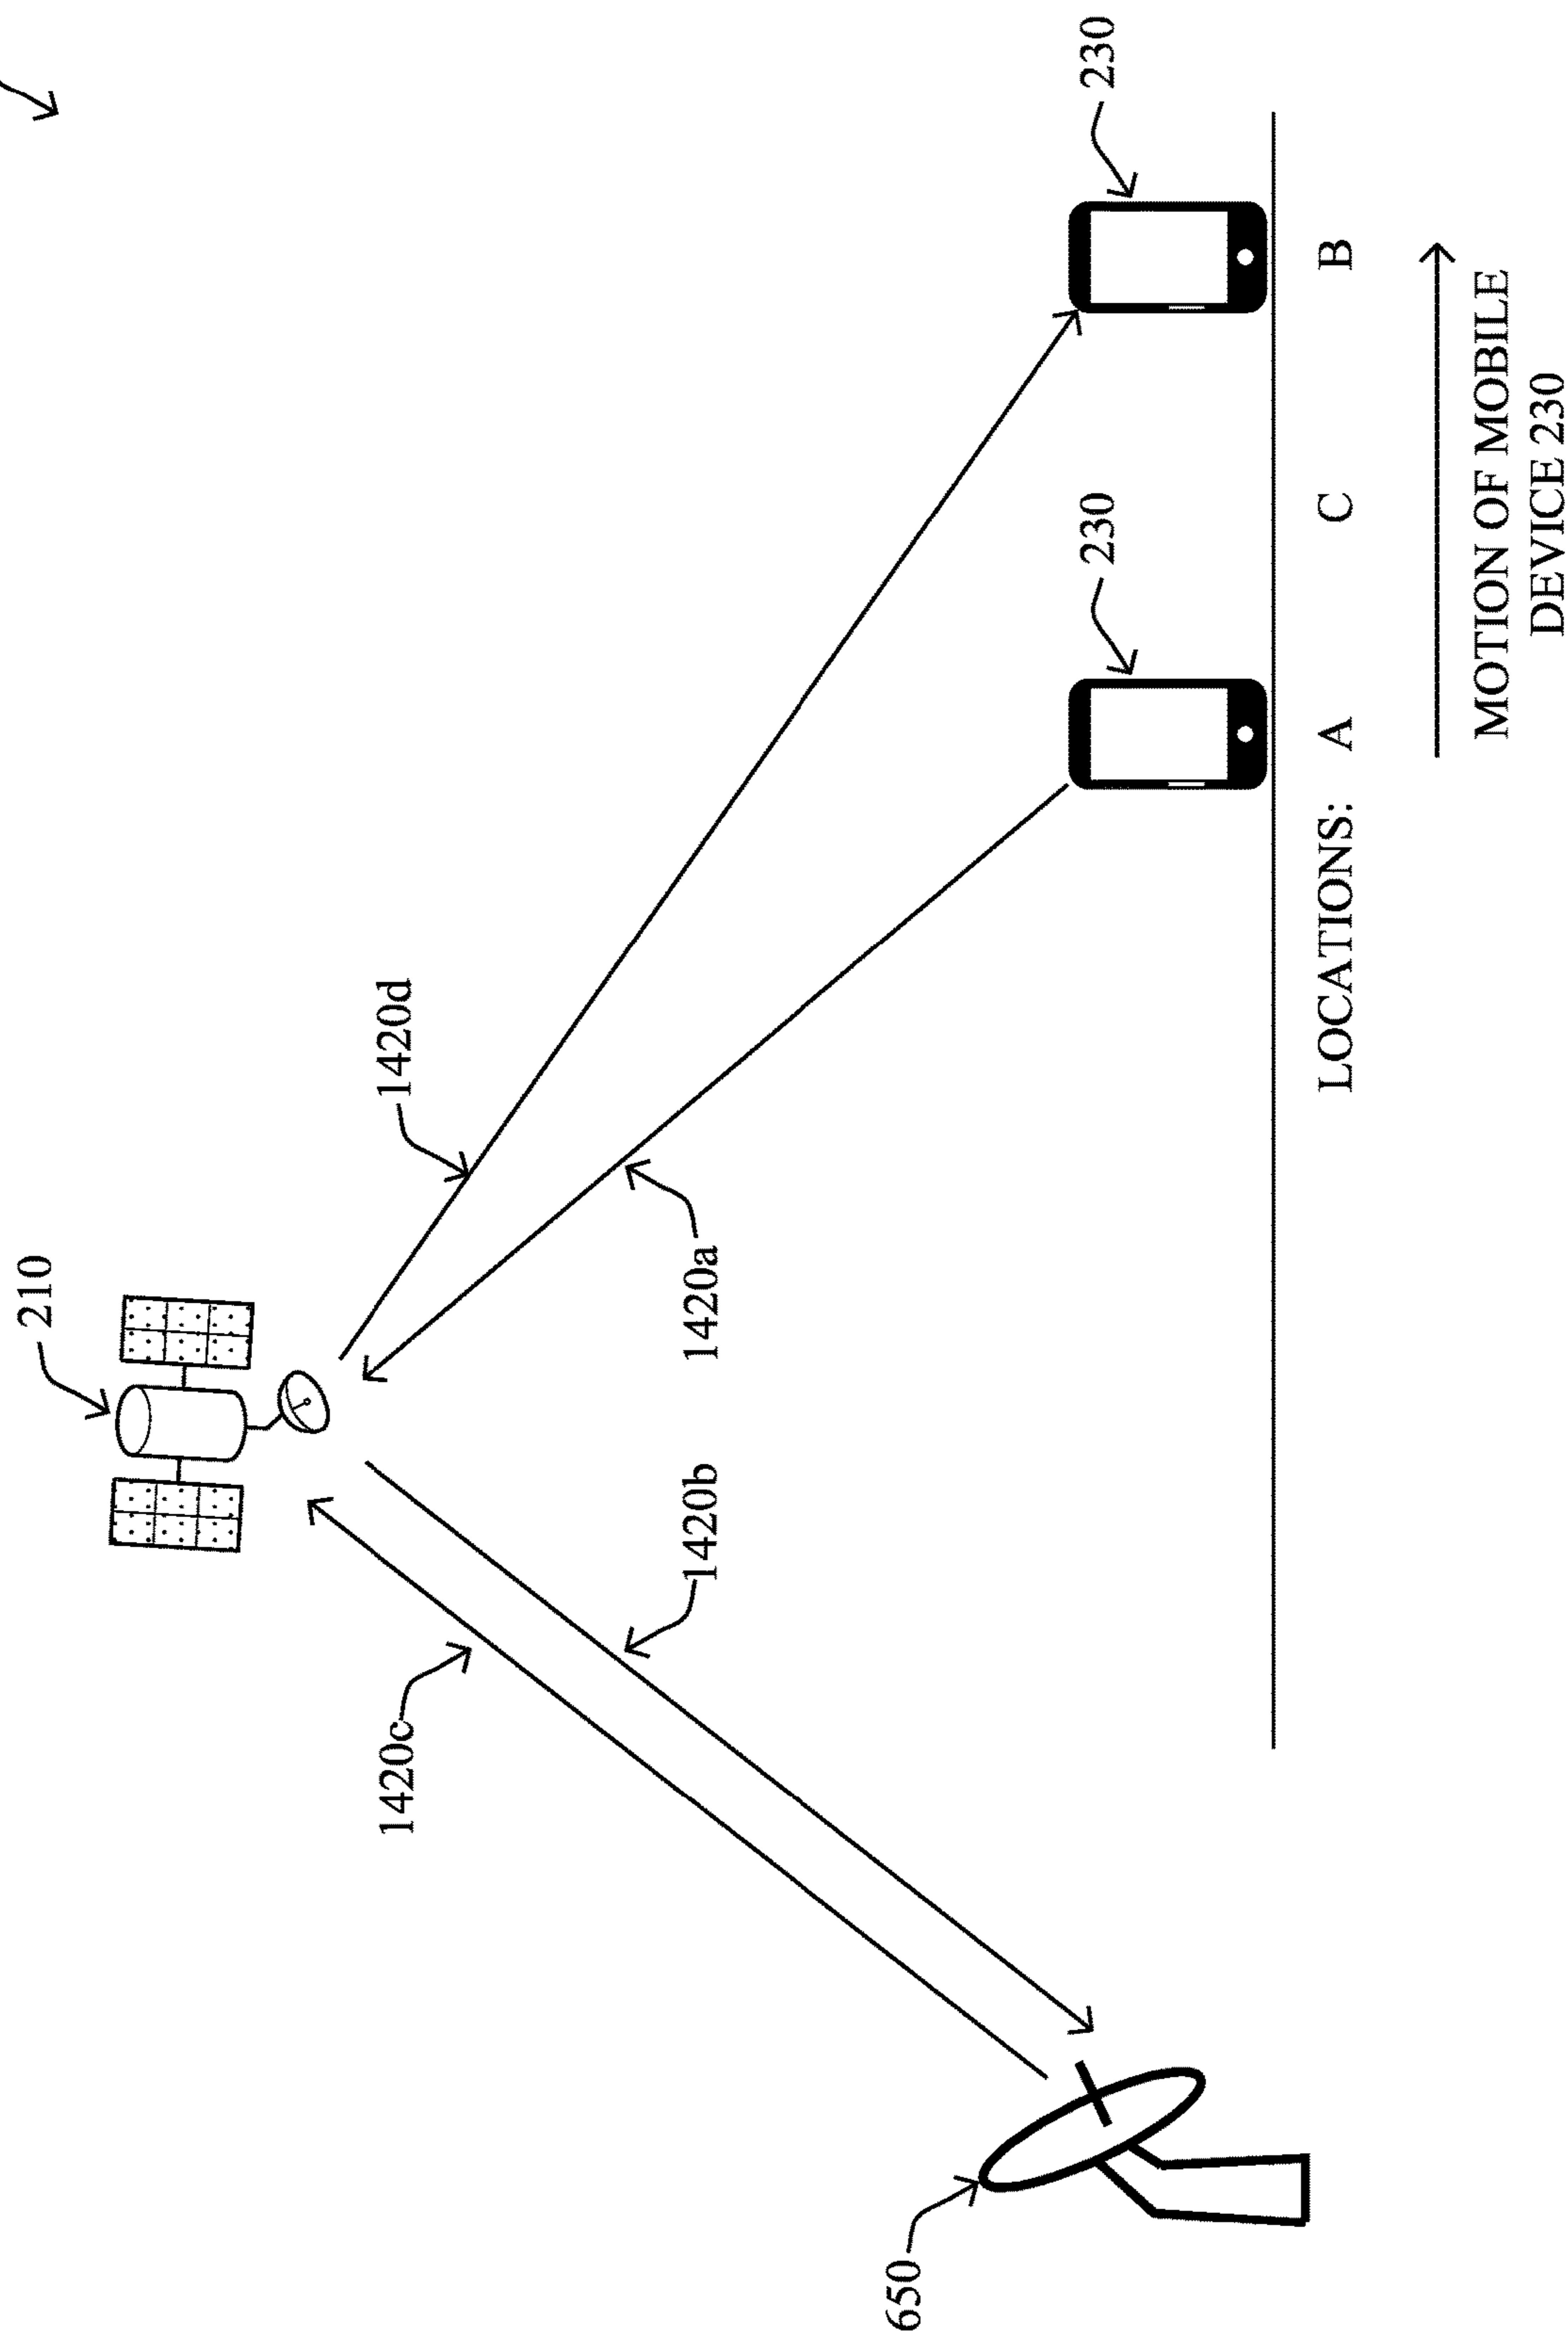 210
1420d
1420c
1420a
1420b
650
230
230
LOCATIONS: A C B
MOTION OF MOBILE
DEVICE 230